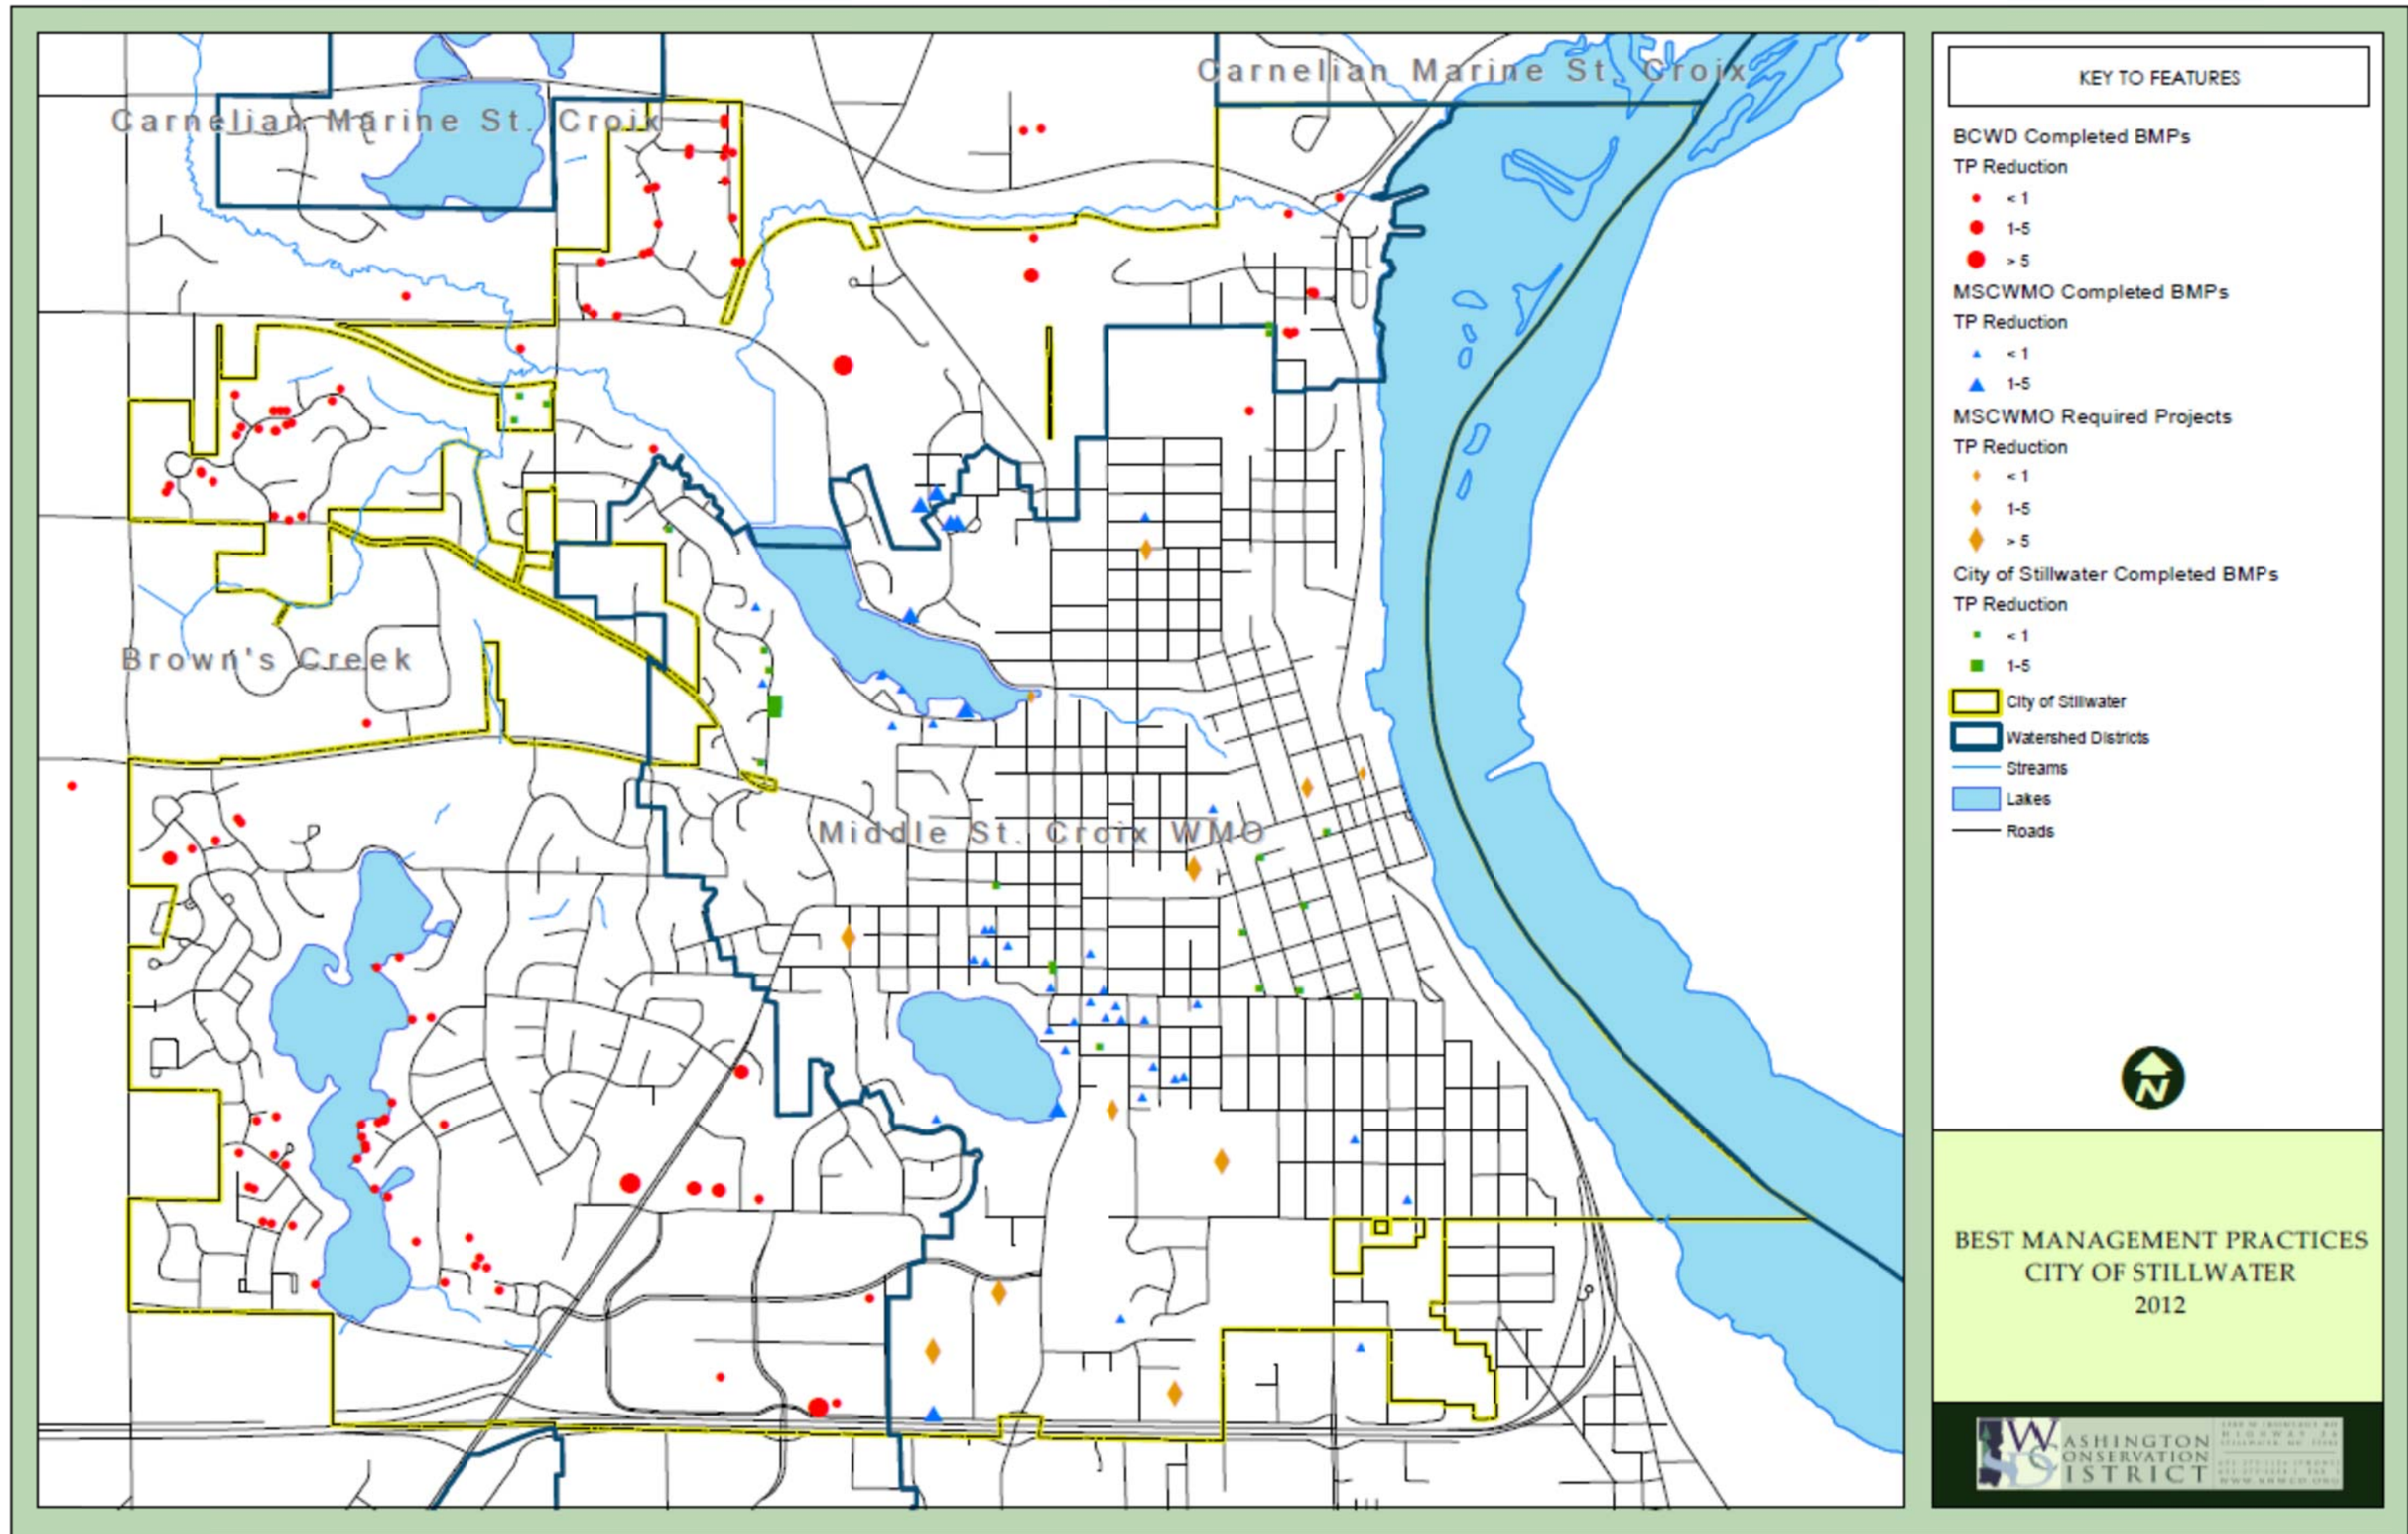 Carnelian Marine St. Croix
Carnelian Marine St. Croix
Brown's Creek
Middle St. Croix WMO
KEY TO FEATURES
BCWD Completed BMPs
TP Reduction
< 1
1-5
> 5
MSCWMO Completed BMPs
TP Reduction
< 1
1-5
MSCWMO Required Projects
TP Reduction
< 1
1-5
> 5
City of Stillwater Completed BMPs
TP Reduction
< 1
1-5
City of Stillwater
Watershed Districts
Streams
Lakes
Roads
N
BEST MANAGEMENT PRACTICES
CITY OF STILLWATER
2012
WASHINGTON
CONSERVATION
DISTRICT